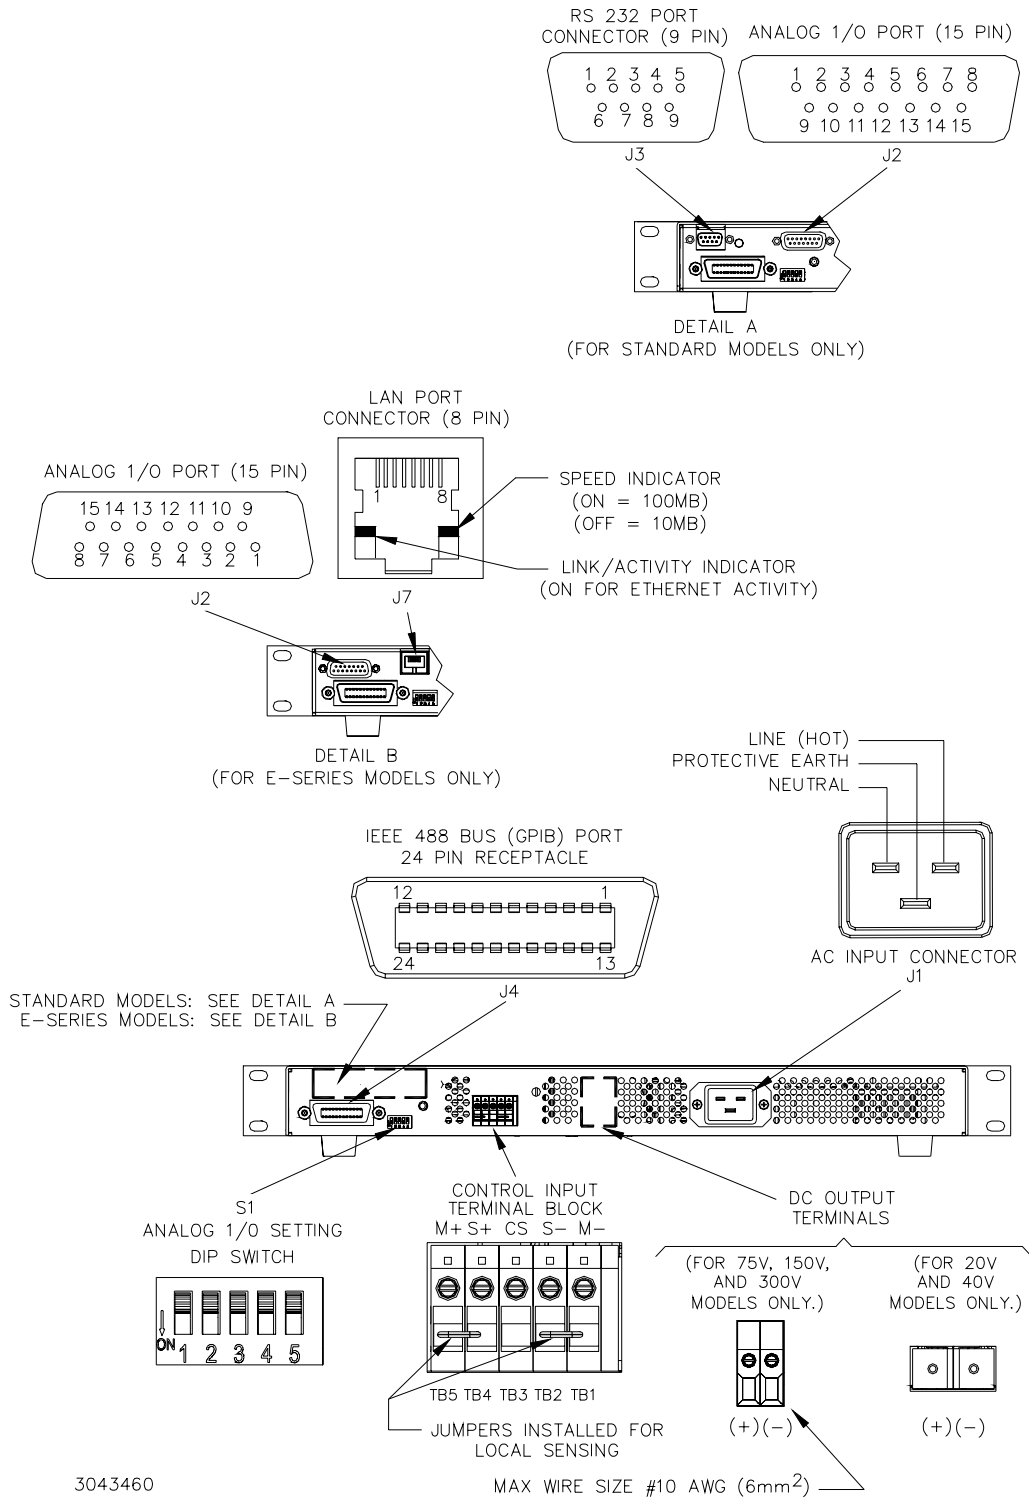 RS 232 PORT
CONNECTOR (9 PIN)
ANALOG 1/O PORT (15 PIN)
1 2 3 4 5
6 7 8 9
1 2 3 4 5 6 7 8
9 10 11 12 13 14 15
J3
J2
DETAIL A
(FOR STANDARD MODELS ONLY)
LAN PORT
CONNECTOR (8 PIN)
ANALOG 1/O PORT (15 PIN)
15 14 13 12 11 10 9
8 7 6 5 4 3 2 1
1 8
SPEED INDICATOR
(ON = 100MB)
(OFF = 10MB)
LINK/ACTIVITY INDICATOR
(ON FOR ETHERNET ACTIVITY)
J2
J7
DETAIL B
(FOR E-SERIES MODELS ONLY)
LINE (HOT)
PROTECTIVE EARTH
NEUTRAL
IEEE 488 BUS (GPIB) PORT
24 PIN RECEPTACLE
12 1
24 13
J4
AC INPUT CONNECTOR
J1
STANDARD MODELS: SEE DETAIL A
E-SERIES MODELS: SEE DETAIL B
S1
ANALOG 1/0 SETTING
DIP SWITCH
ON
1 2 3 4 5
CONTROL INPUT
TERMINAL BLOCK
M+ S+ CS S- M-
TB5 TB4 TB3 TB2 TB1
JUMPERS INSTALLED FOR
LOCAL SENSING
DC OUTPUT
TERMINALS
(FOR 75V, 150V,
AND 300V
MODELS ONLY.)
(FOR 20V
AND 40V
MODELS ONLY.)
(+)(-)
(+)(-)
MAX WIRE SIZE #10 AWG (6mm²)
3043460